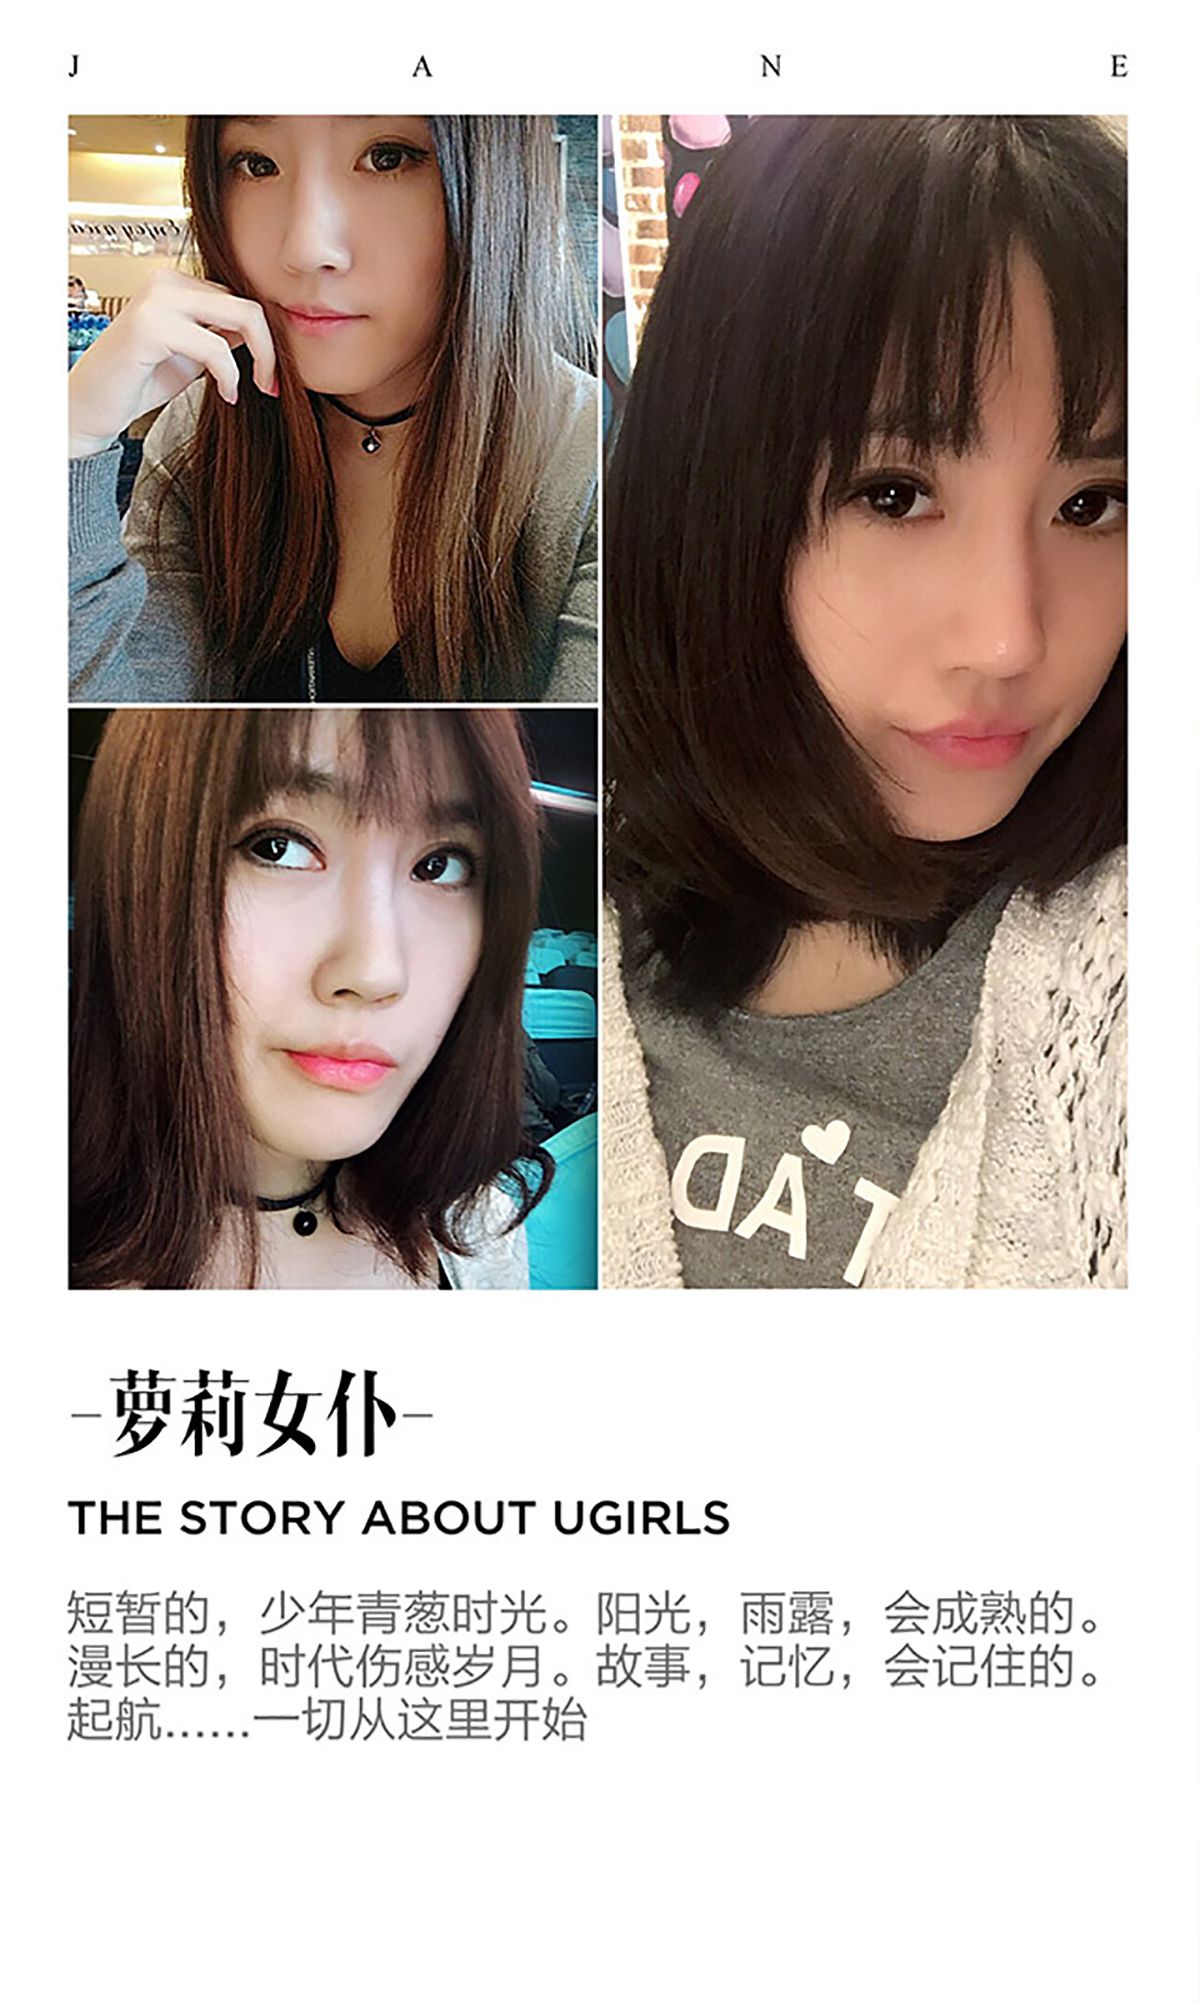 J A N E
Enjoy a
DAT
-萝莉女仆-
THE STORY ABOUT UGIRLS
短暂的，少年青葱时光。阳光，雨露，会成熟的。
漫长的，时代伤感岁月。故事，记忆，会记住的。
起航……一切从这里开始